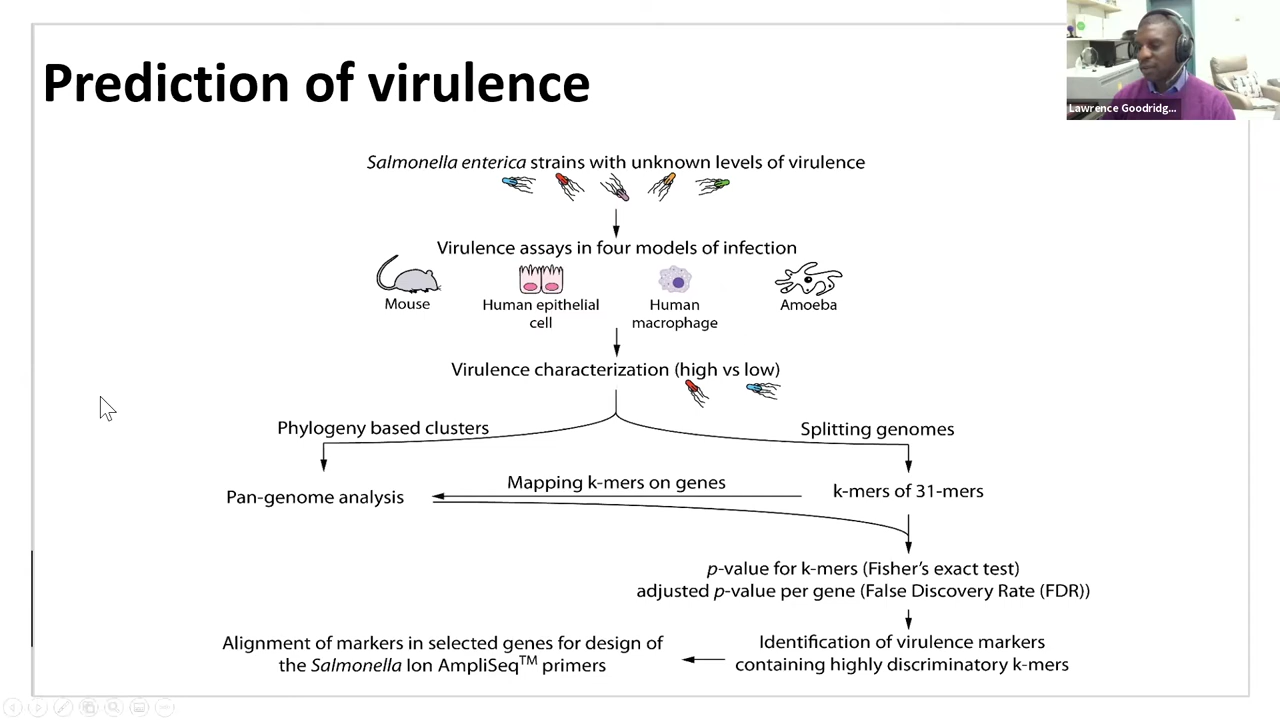 Prediction of virulence
Lawrence Goodridg...
Salmonella enterica strains with unknown levels of virulence
Virulence assays in four models of infection
Mouse
Human epithelial
cell
Human
macrophage
Amoeba
Virulence characterization (high vs low)
Phylogeny based clusters
Splitting genomes
Pan-genome analysis
Mapping k-mers on genes
k-mers of 31-mers
p-value for k-mers (Fisher's exact test)
adjusted p-value per gene (False Discovery Rate (FDR))
Identification of virulence markers
containing highly discriminatory k-mers
Alignment of markers in selected genes for design of
the Salmonella Ion AmpliSeq™ primers